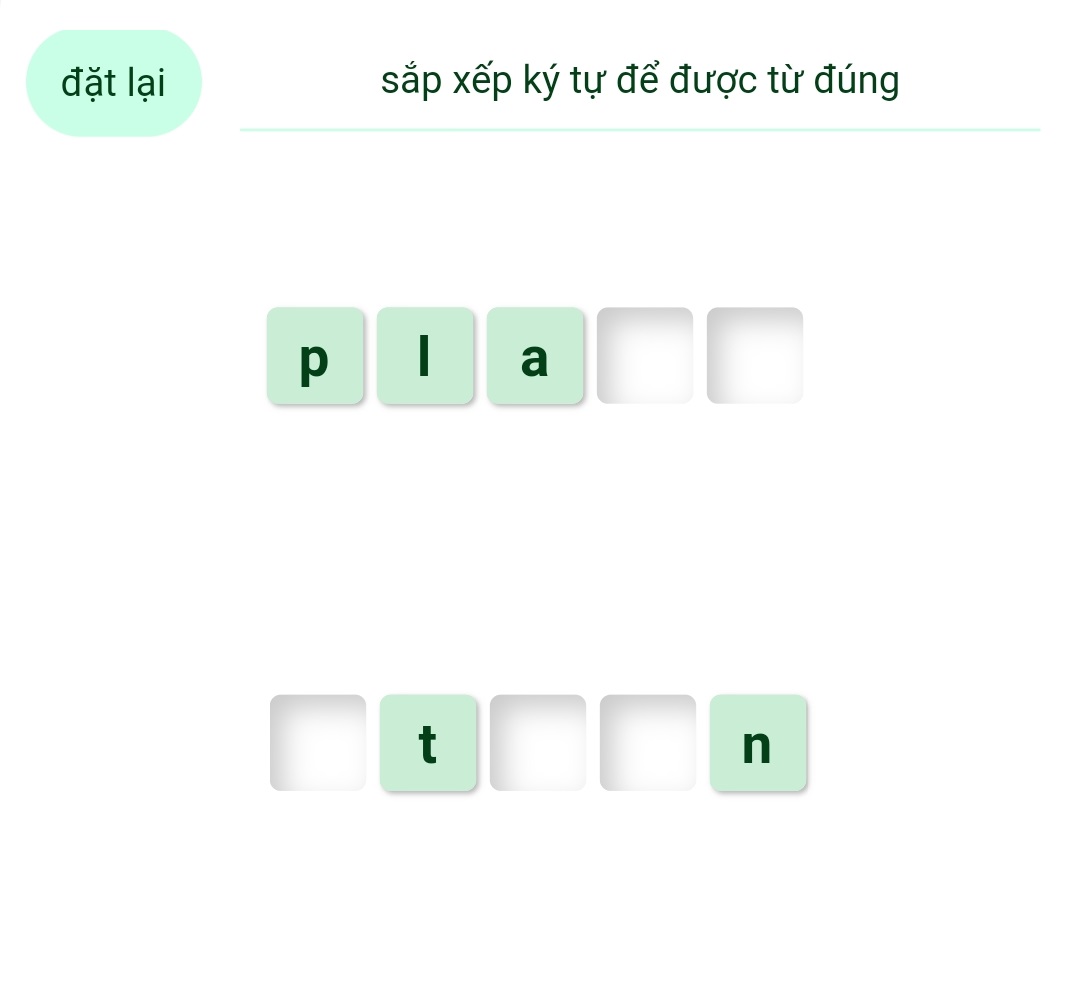 đặt lại
sắp xếp ký tự để được từ đúng
p l a
t n